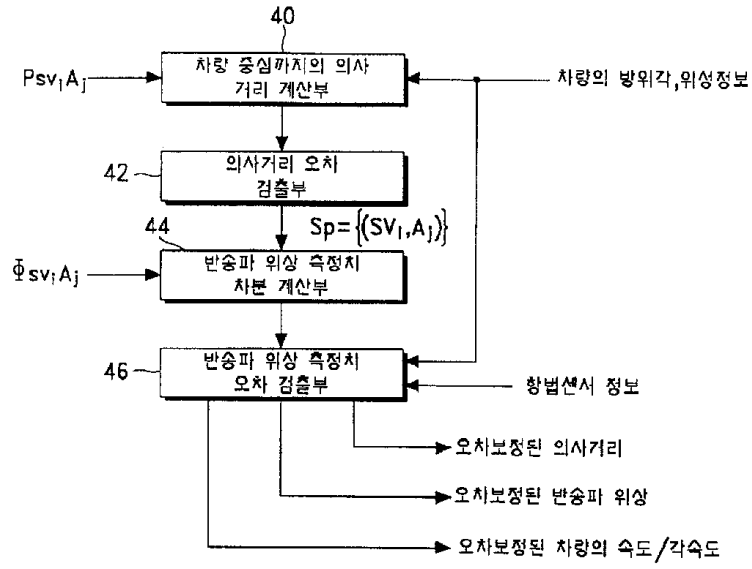 40
차량 중심까지의 의사
거리 계산부
PsviAj
차량의 방위각,위성정보
42
의사거리 오차
검출부
Sp={(SVi,Aj)}
44
반송파 위상 측정치
차분 계산부
ΦsviAj
46
반송파 위상 측정치
오차 검출부
항법센서 정보
오차보정된 의사거리
오차보정된 반송파 위상
오차보정된 차량의 속도/각속도